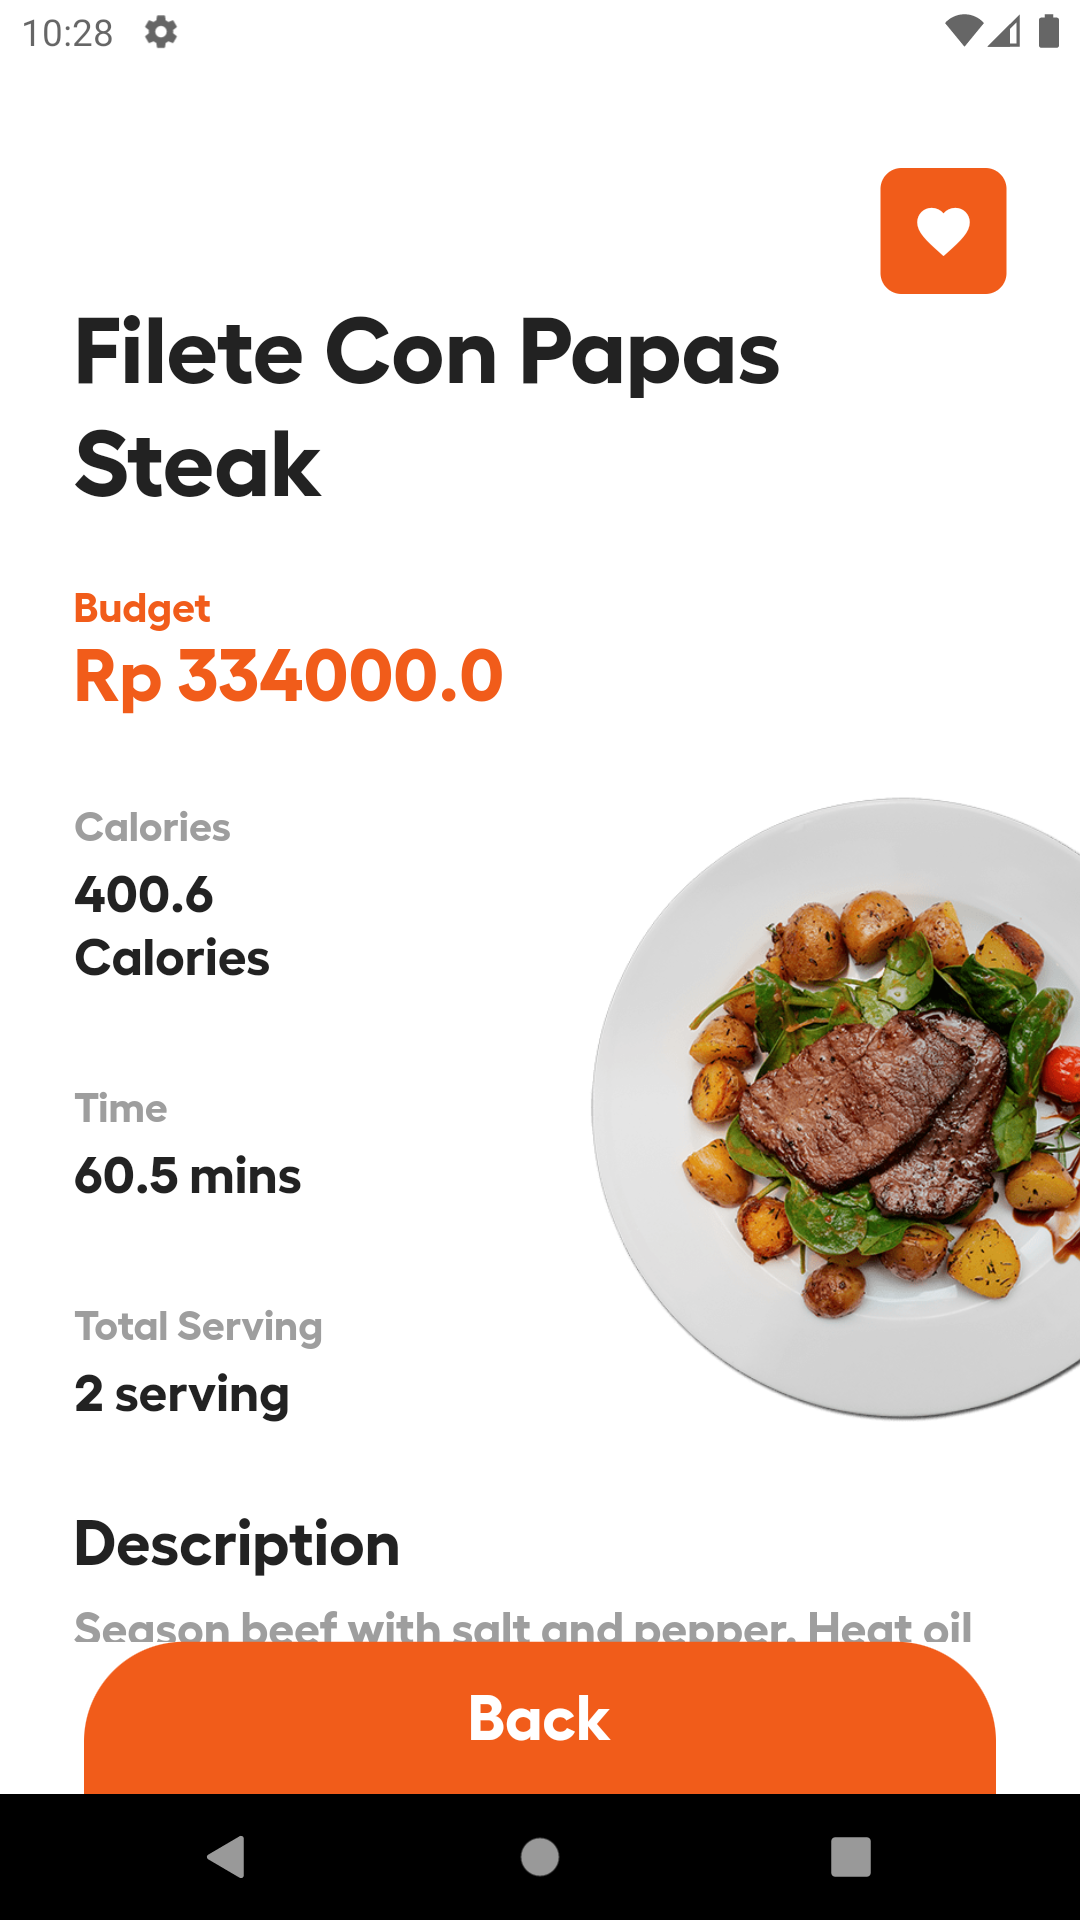 10:28
Filete Con Papas
Steak
Budget
Rp 334000.0
Calories
400.6
Calories
Time
60.5 mins
Total Serving
2 serving
Description
Season beef with salt and pepper. Heat oil
Back